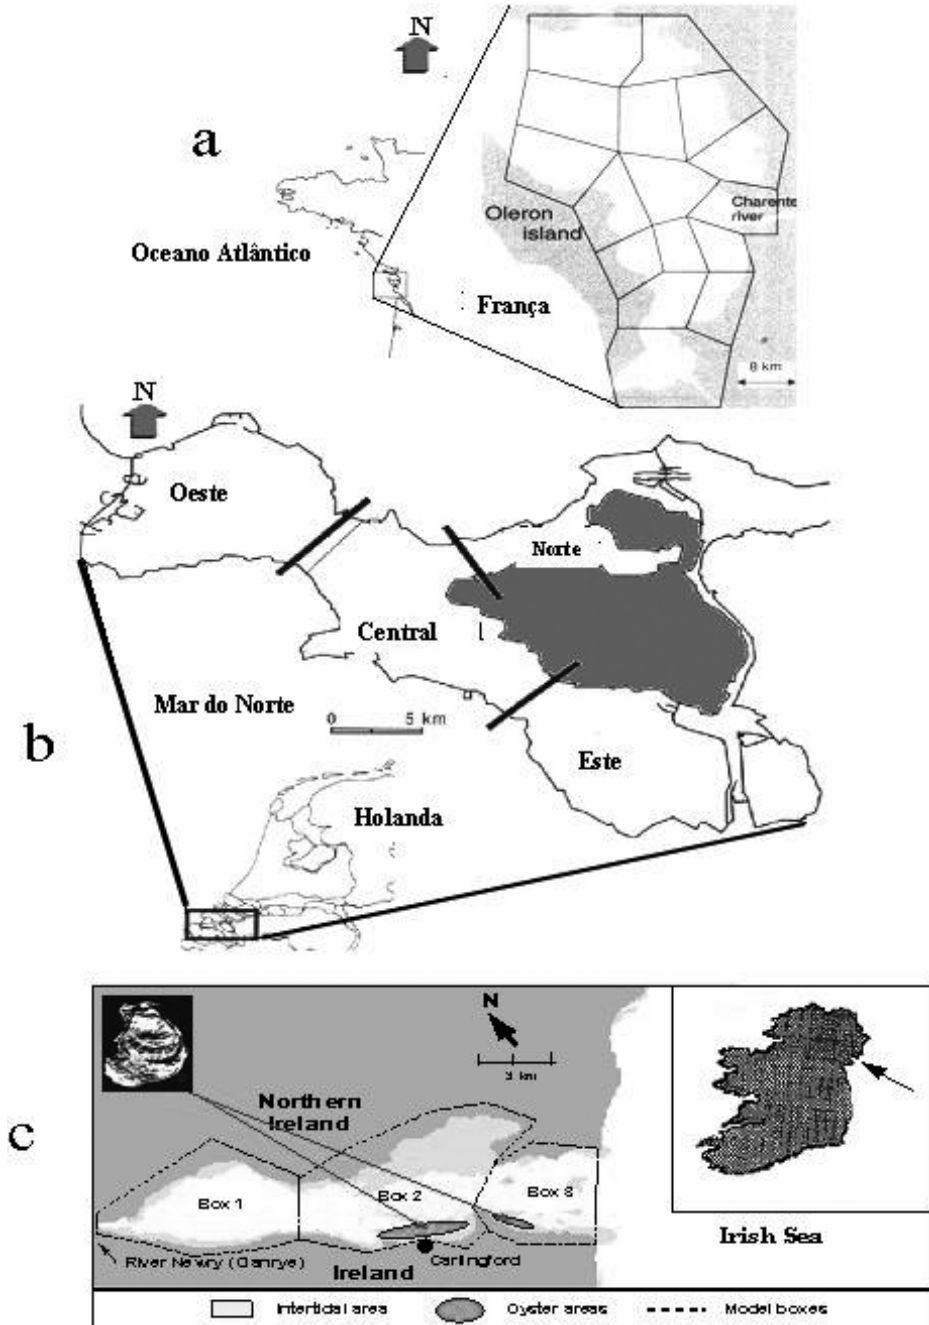 N
a
Oceano Atlântico
França
Oleron
island
Charente
river
8 km
N
b
Oeste
Norte
Central
Mar do Norte
0 5 km
Este
Holanda
c
N
3 km
Northern
Ireland
Box 1
Box 2
Box 3
River Newry (Clanrye)
Ireland
Carlingford
Irish Sea
Intertidal area
Oyster areas
Model boxes